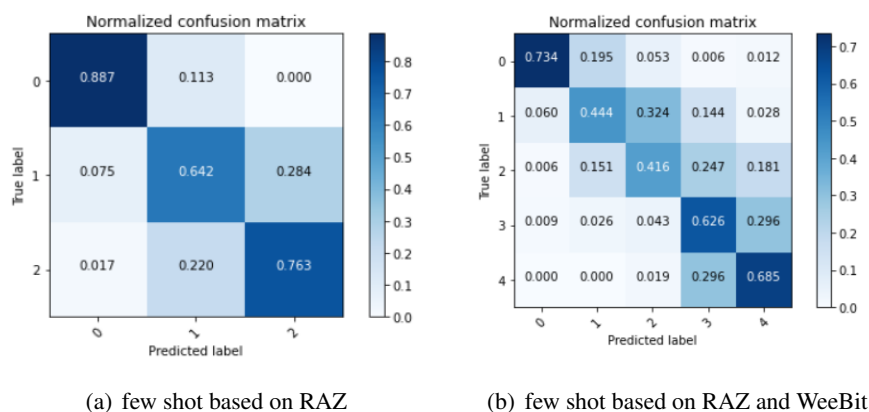 Normalized confusion matrix
0.887 0.113 0.000
0.075 0.642 0.284
0.017 0.220 0.763
0
1
2
True label
0 1 2
Predicted label
0.8
0.7
0.6
0.5
0.4
0.3
0.2
0.1
0.0
(a) few shot based on RAZ
Normalized confusion matrix
0.734 0.195 0.053 0.006 0.012
0.060 0.444 0.324 0.144 0.028
0.006 0.151 0.416 0.247 0.181
0.009 0.026 0.043 0.626 0.296
0.000 0.000 0.019 0.296 0.685
0
1
2
3
4
True label
0 1 2 3 4
Predicted label
0.7
0.6
0.5
0.4
0.3
0.2
0.1
0.0
(b) few shot based on RAZ and WeeBit